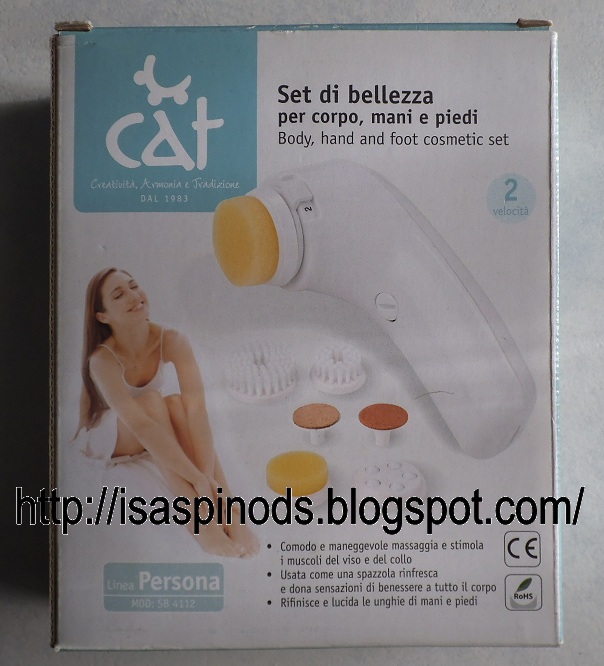 cat
Creatività, Armonia e Tradizione
DAL 1983
Set di bellezza
per corpo, mani e piedi
Body, hand and foot cosmetic set
2
velocità
2
http://isaspinods.blogspot.com/
• Comodo e maneggevole massaggia e stimola
i muscoli del viso e del collo
• Usata come una spazzola rinfresca
e dona sensazioni di benessere a tutto il corpo
• Rifinisce e lucida le unghie di mani e piedi
CE
RoHS
Linea Persona
MOD: SB 4112